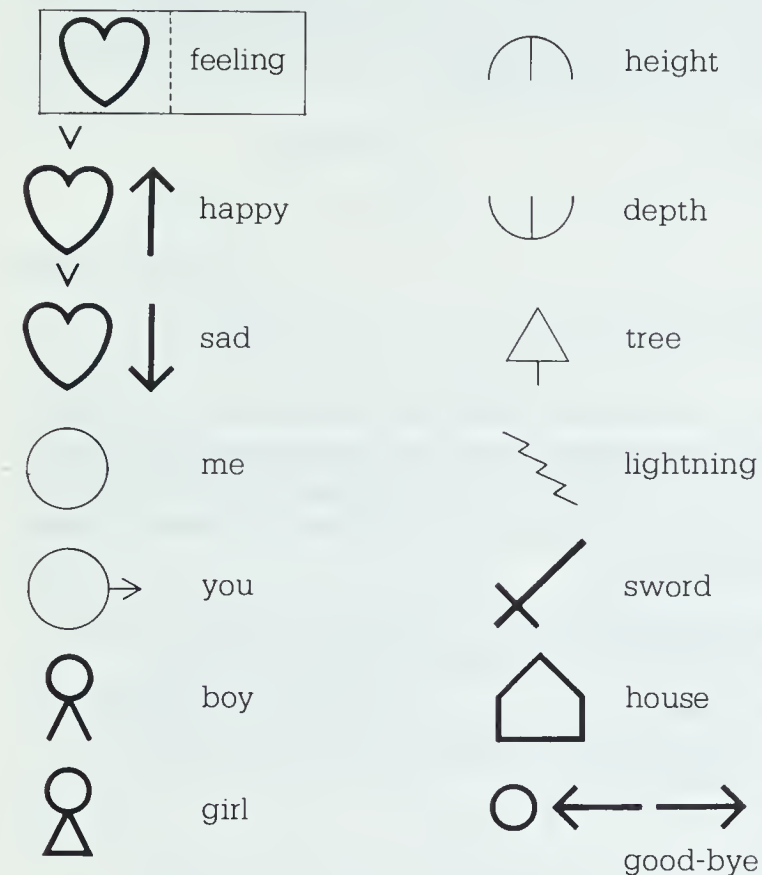 feeling
happy
sad
me
you
boy
girl
height
depth
tree
lightning
sword
house
good-bye